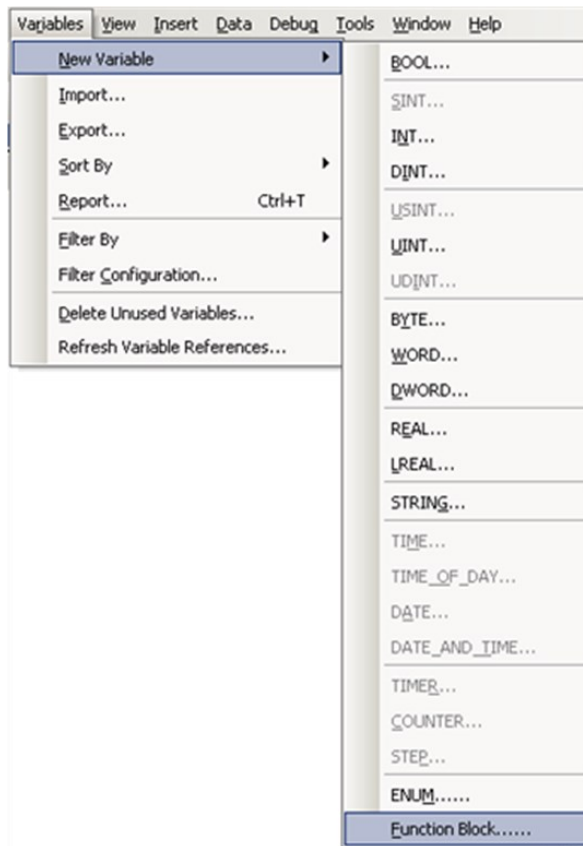 Variables View Insert Data Debug Tools Window Help
New Variable
Import...
Export...
Sort By
Report... Ctrl+T
Filter By
Filter Configuration...
Delete Unused Variables...
Refresh Variable References...
BOOL...
SINT...
INT...
DINT...
USINT...
UINT...
UDINT...
BYTE...
WORD...
DWORD...
REAL...
LREAL...
STRING...
TIME...
TIME_OF_DAY...
DATE...
DATE_AND_TIME...
TIMER...
COUNTER...
STEP...
ENUM......
Function Block......